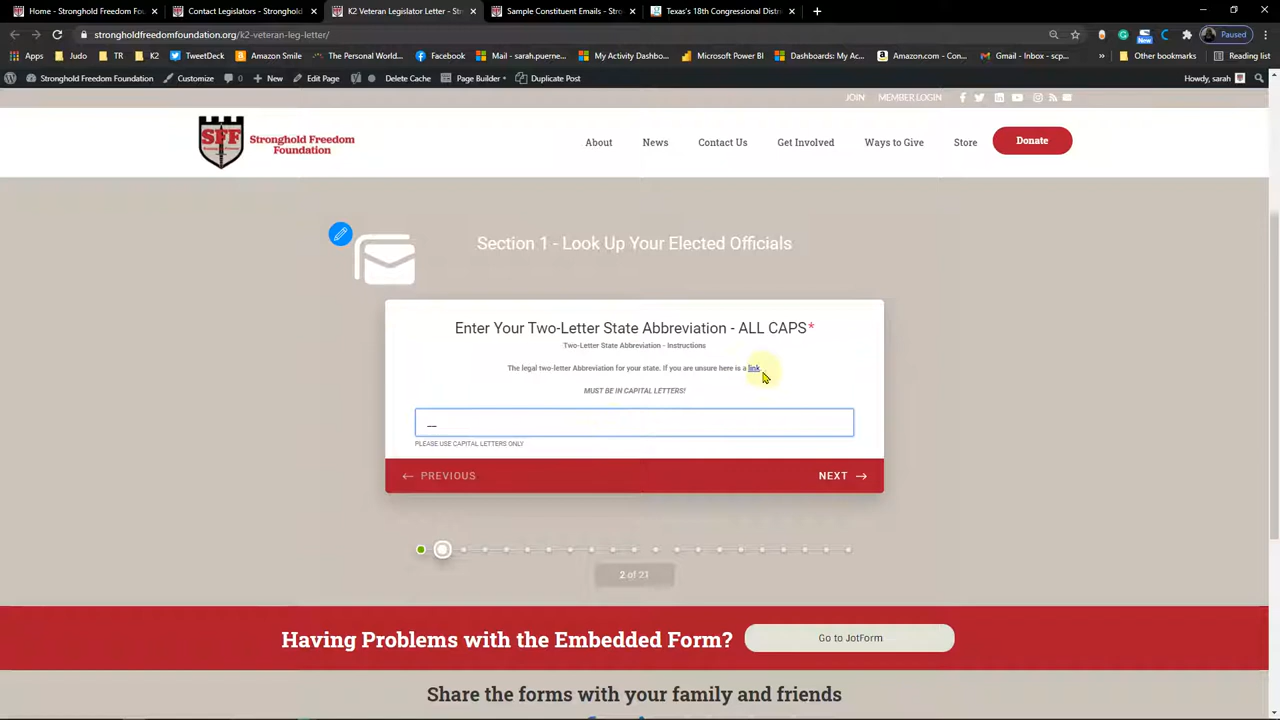 Home - Stronghold Freedom Fou
Contact Legislators - Stronghold
K2 Veteran Legislator Letter - Str
Sample Constituent Emails - Stro
Texas's 18th Congressional Distr
strongholdfreedomfoundation.org/k2-veteran-leg-letter/
Paused
Apps
Judo
TR
K2
TweetDeck
Amazon Smile
The Personal World...
Facebook
Mail - sarah.puerne...
My Activity Dashbo...
Microsoft Power BI
Dashboards: My Ac...
Amazon.com - Con...
Gmail - Inbox - scp...
Other bookmarks
Reading list
New
Stronghold Freedom Foundation
Customize
0
New
Edit Page
Delete Cache
Page Builder
Duplicate Post
Howdy, sarah
JOIN
MEMBER LOGIN
SFF
Stronghold Freedom
Foundation
About
News
Contact Us
Get Involved
Ways to Give
Store
Donate
Section 1 - Look Up Your Elected Officials
Enter Your Two-Letter State Abbreviation - ALL CAPS*
Two-Letter State Abbreviation - Instructions
The legal two-letter Abbreviation for your state. If you are unsure here is a link.
MUST BE IN CAPITAL LETTERS!
__
PLEASE USE CAPITAL LETTERS ONLY
← PREVIOUS
NEXT →
2 of 21
Having Problems with the Embedded Form?
Go to JotForm
Share the forms with your family and friends